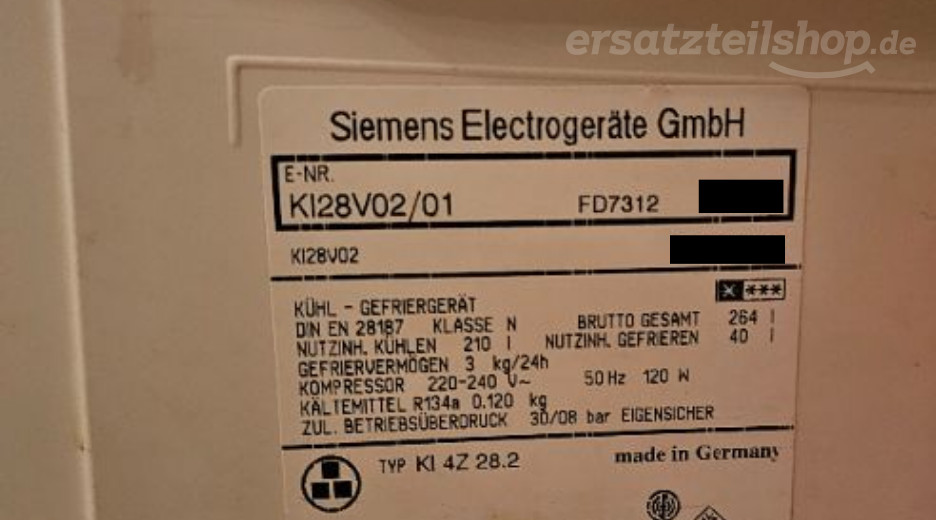 ersatzteilshop.de
Siemens Electrogeräte GmbH
E-NR.
KI28V02/01 FD7312
KI28V02
KÜHL - GEFRIERGERÄT
DIN EN 28187 KLASSE N BRUTTO GESAMT 264 l
NUTZINH. KÜHLEN 210 l NUTZINH. GEFRIEREN 40 l
GEFRIERVERMÖGEN 3 kg/24h
KOMPRESSOR 220-240 V~ 50 Hz 120 W
KÄLTEMITTEL R134a 0.120 kg
ZUL. BETRIEBSÜBERDRUCK 30/08 bar EIGENSICHER
TYP KI 4Z 28.2 made in Germany